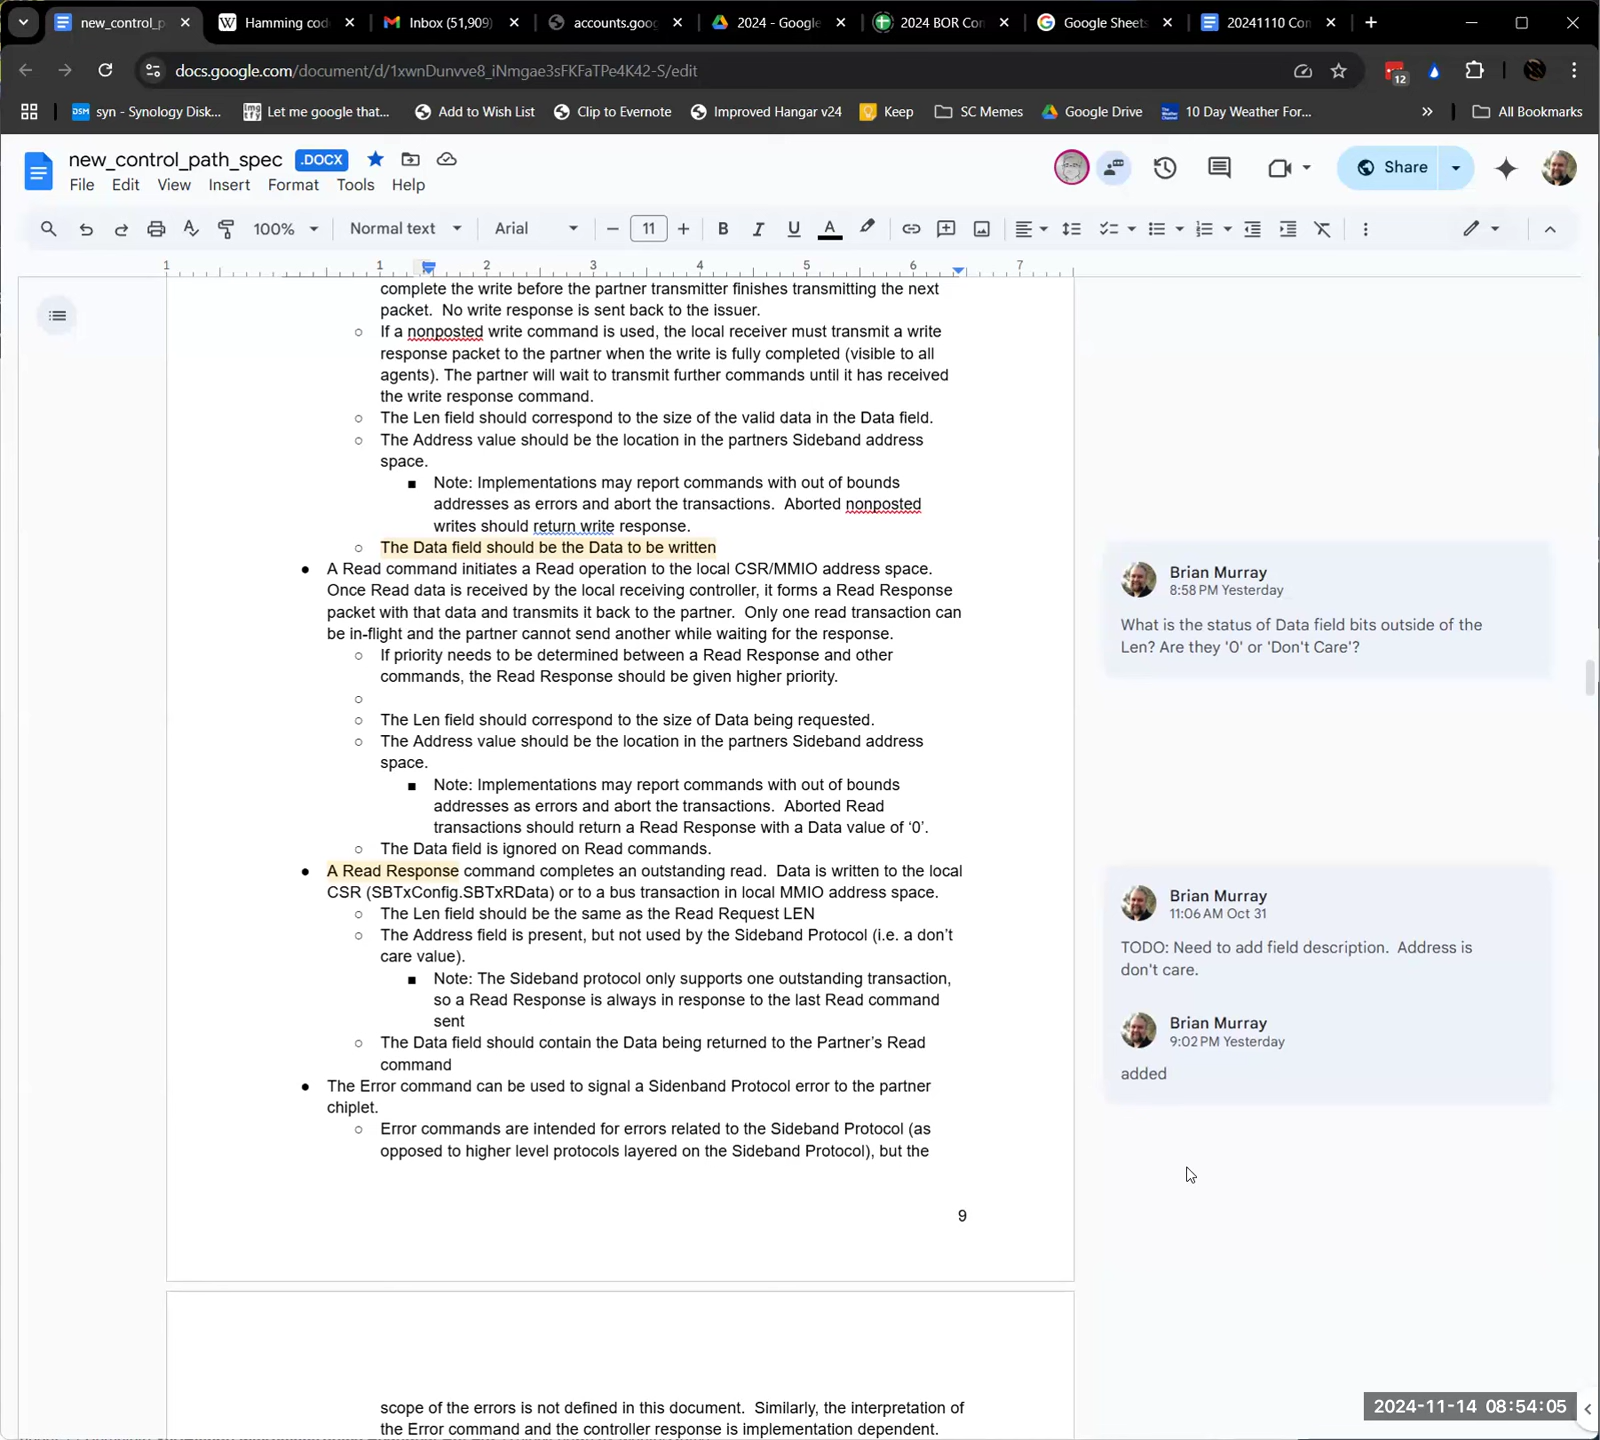 new_control_p
Hamming cod
Inbox (51,909)
accounts.goog
2024 - Google
2024 BOR Con
Google Sheets
20241110 Con
docs.google.com/document/d/1xwnDunvve8_iNmgae3sFKFaTPe4K42-S/edit
12
DSM syn - Synology Disk...
Let me google that...
Add to Wish List
Clip to Evernote
Improved Hangar v24
Keep
SC Memes
Google Drive
10 Day Weather For...
All Bookmarks
new_control_path_spec .DOCX
File Edit View Insert Format Tools Help
Share
100% Normal text Arial 11 B I U A
1 1 2 3 4 5 6 7
complete the write before the partner transmitter finishes transmitting the next
packet.  No write response is sent back to the issuer.
○ If a nonposted write command is used, the local receiver must transmit a write
response packet to the partner when the write is fully completed (visible to all
agents). The partner will wait to transmit further commands until it has received
the write response command.
○ The Len field should correspond to the size of the valid data in the Data field.
○ The Address value should be the location in the partners Sideband address
space.
■ Note: Implementations may report commands with out of bounds
addresses as errors and abort the transactions.  Aborted nonposted
writes should return write response.
○ The Data field should be the Data to be written
● A Read command initiates a Read operation to the local CSR/MMIO address space.
Once Read data is received by the local receiving controller, it forms a Read Response
packet with that data and transmits it back to the partner.  Only one read transaction can
be in-flight and the partner cannot send another while waiting for the response.
○ If priority needs to be determined between a Read Response and other
commands, the Read Response should be given higher priority.
○
○ The Len field should correspond to the size of Data being requested.
○ The Address value should be the location in the partners Sideband address
space.
■ Note: Implementations may report commands with out of bounds
addresses as errors and abort the transactions.  Aborted Read
transactions should return a Read Response with a Data value of ‘0’.
○ The Data field is ignored on Read commands.
● A Read Response command completes an outstanding read.  Data is written to the local
CSR (SBTxConfig.SBTxRData) or to a bus transaction in local MMIO address space.
○ The Len field should be the same as the Read Request LEN
○ The Address field is present, but not used by the Sideband Protocol (i.e. a don’t
care value).
■ Note: The Sideband protocol only supports one outstanding transaction,
so a Read Response is always in response to the last Read command
sent
○ The Data field should contain the Data being returned to the Partner’s Read
command
● The Error command can be used to signal a Sidenband Protocol error to the partner
chiplet.
○ Error commands are intended for errors related to the Sideband Protocol (as
opposed to higher level protocols layered on the Sideband Protocol), but the
9
scope of the errors is not defined in this document.  Similarly, the interpretation of
the Error command and the controller response is implementation dependent.
Brian Murray
8:58 PM Yesterday
What is the status of Data field bits outside of the
Len? Are they '0' or 'Don't Care'?
Brian Murray
11:06 AM Oct 31
TODO: Need to add field description.  Address is
don't care.
Brian Murray
9:02 PM Yesterday
added
2024-11-14 08:54:05